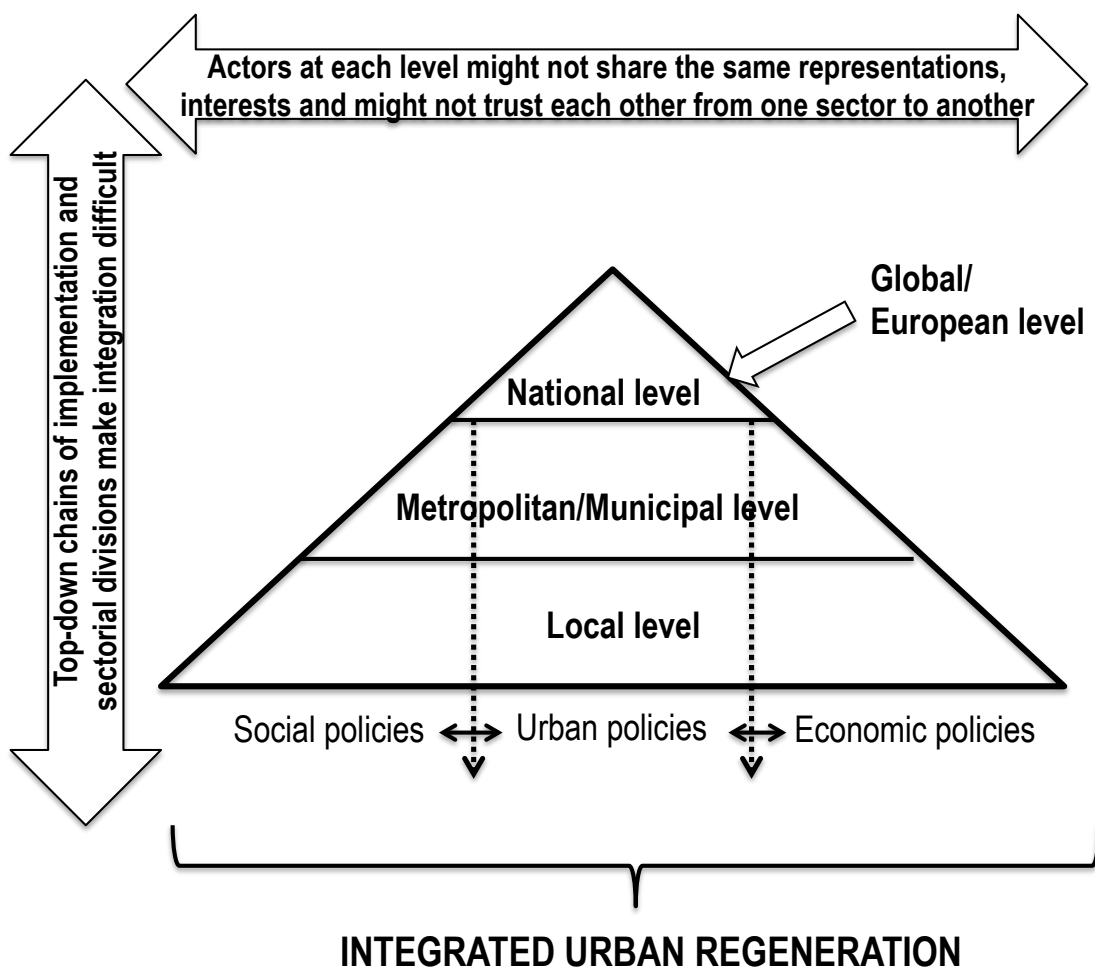 Actors at each level might not share the same representations,
interests and might not trust each other from one sector to another
Top-down chains of implementation and
sectorial divisions make integration difficult
Global/
European level
National level
Metropolitan/Municipal level
Local level
Social policies
Urban policies
Economic policies
INTEGRATED URBAN REGENERATION